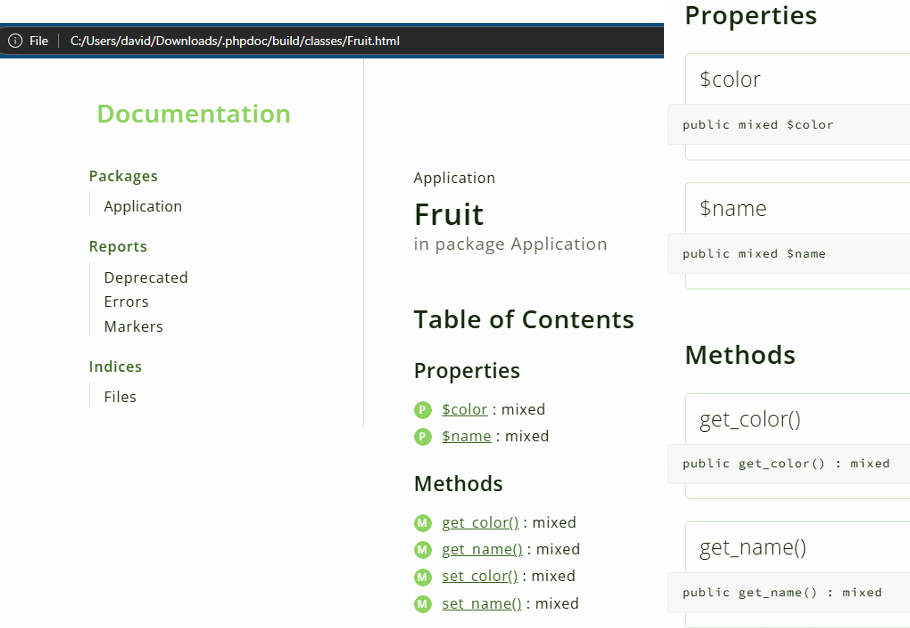 File C:/Users/david/Downloads/.phpdoc/build/classes/Fruit.html
Documentation
Packages
Application
Reports
Deprecated
Errors
Markers
Indices
Files
Application
Fruit
in package Application
Table of Contents
Properties
P $color : mixed
P $name : mixed
Methods
M get_color() : mixed
M get_name() : mixed
M set_color() : mixed
M set_name() : mixed
Properties
$color
public mixed $color
$name
public mixed $name
Methods
get_color()
public get_color() : mixed
get_name()
public get_name() : mixed